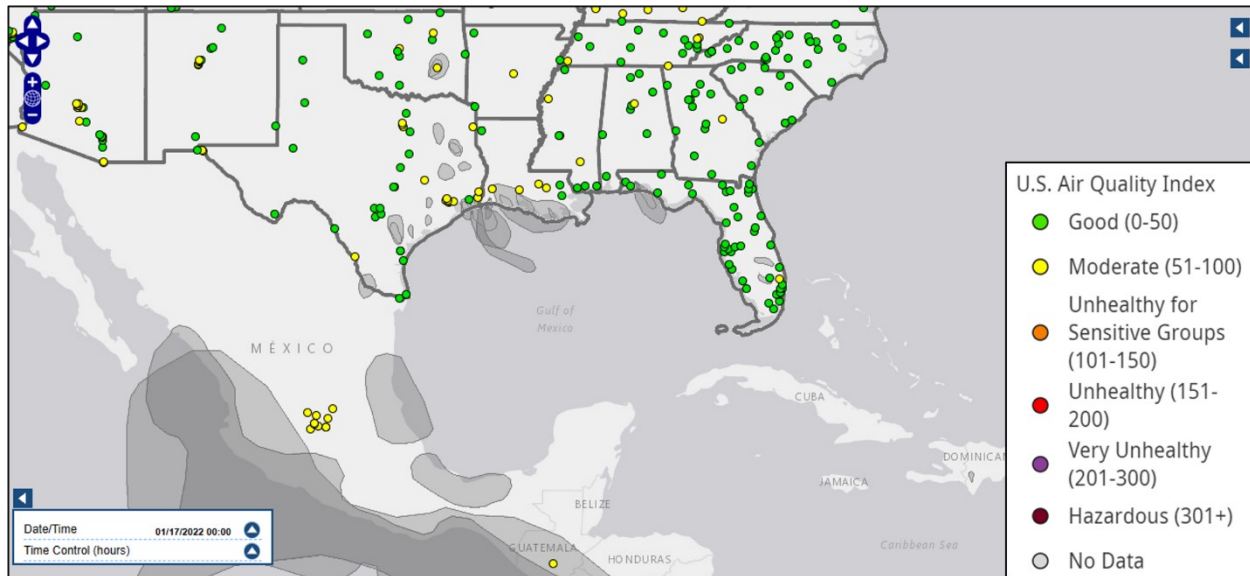 Gulf of
Mexico
MÉXICO
CUBA
DOMINICAN
JAMAICA
BELIZE
GUATEMALA
HONDURAS
Caribbean Sea
Date/Time 01/17/2022 00:00
Time Control (hours)
U.S. Air Quality Index
Good (0-50)
Moderate (51-100)
Unhealthy for
Sensitive Groups
(101-150)
Unhealthy (151-
200)
Very Unhealthy
(201-300)
Hazardous (301+)
No Data